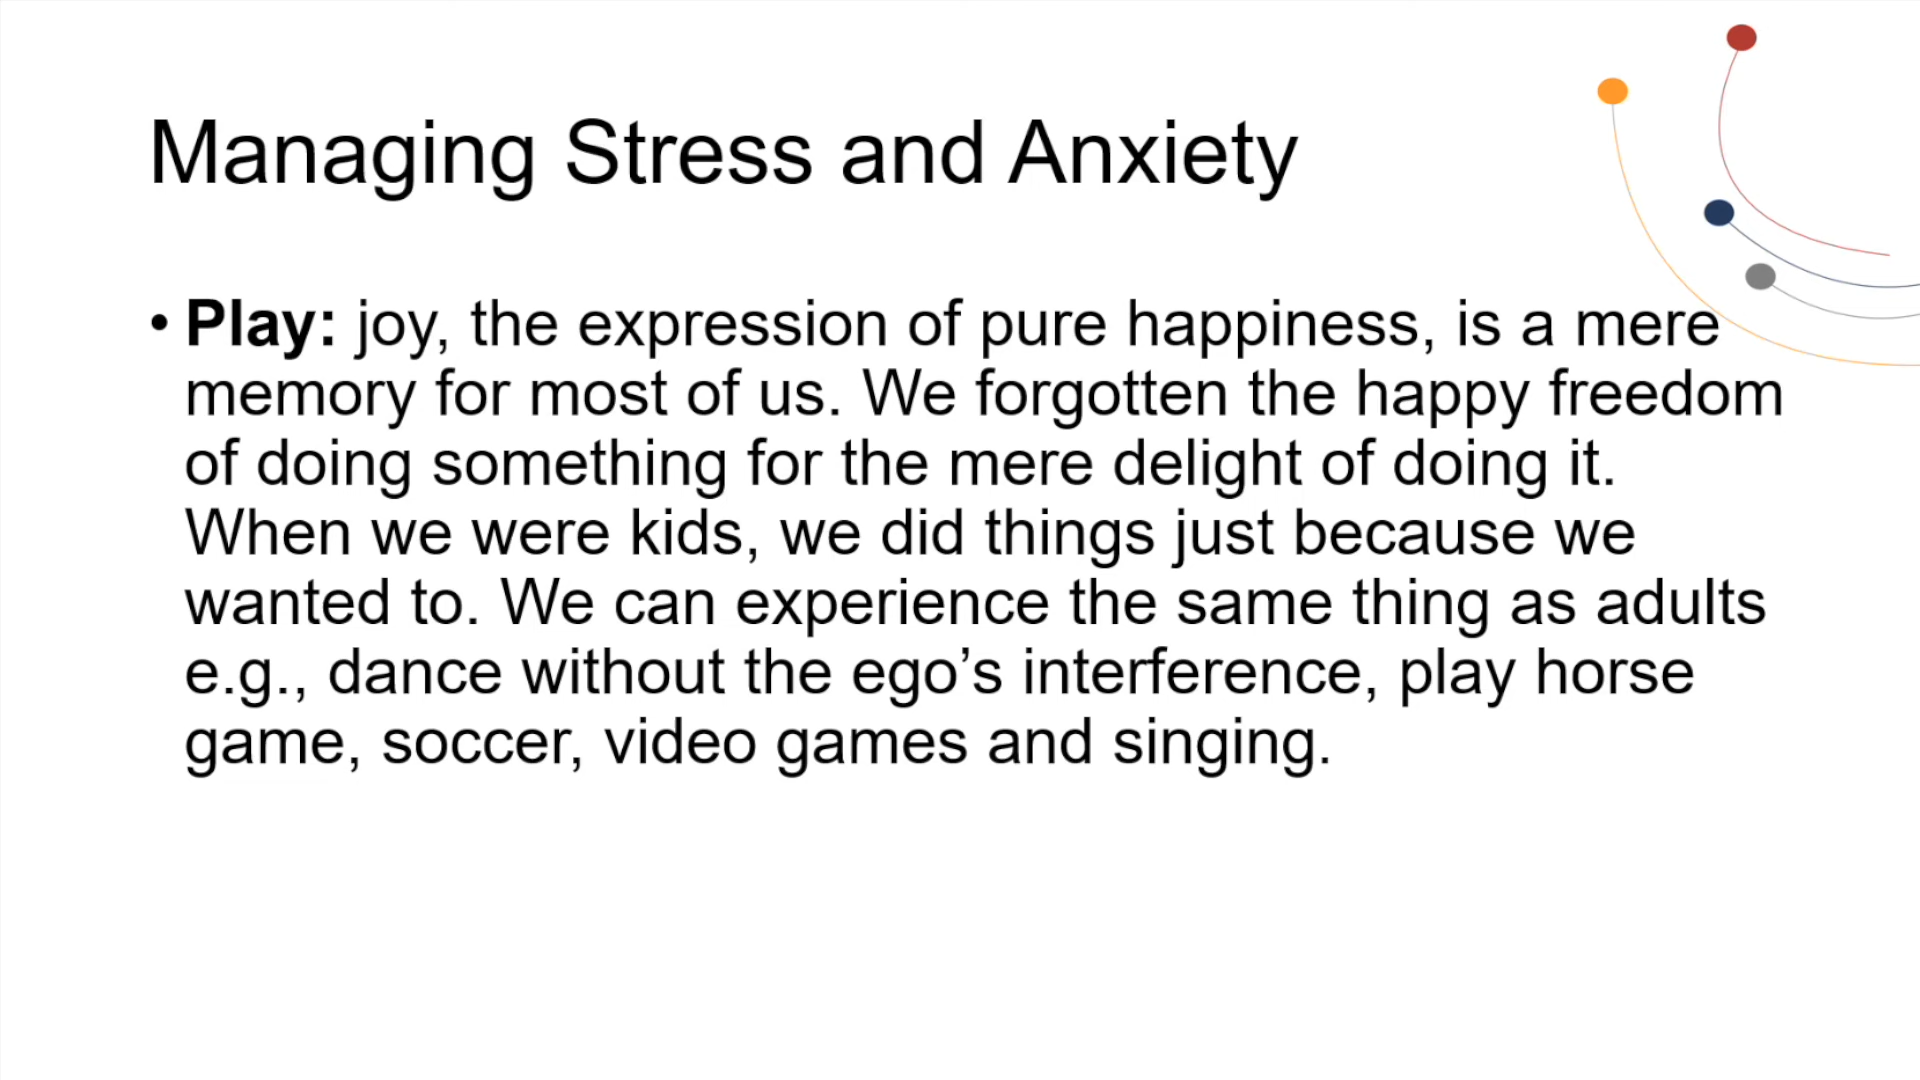 Managing Stress and Anxiety
• Play: joy, the expression of pure happiness, is a mere
memory for most of us. We forgotten the happy freedom
of doing something for the mere delight of doing it.
When we were kids, we did things just because we
wanted to. We can experience the same thing as adults
e.g., dance without the ego’s interference, play horse
game, soccer, video games and singing.